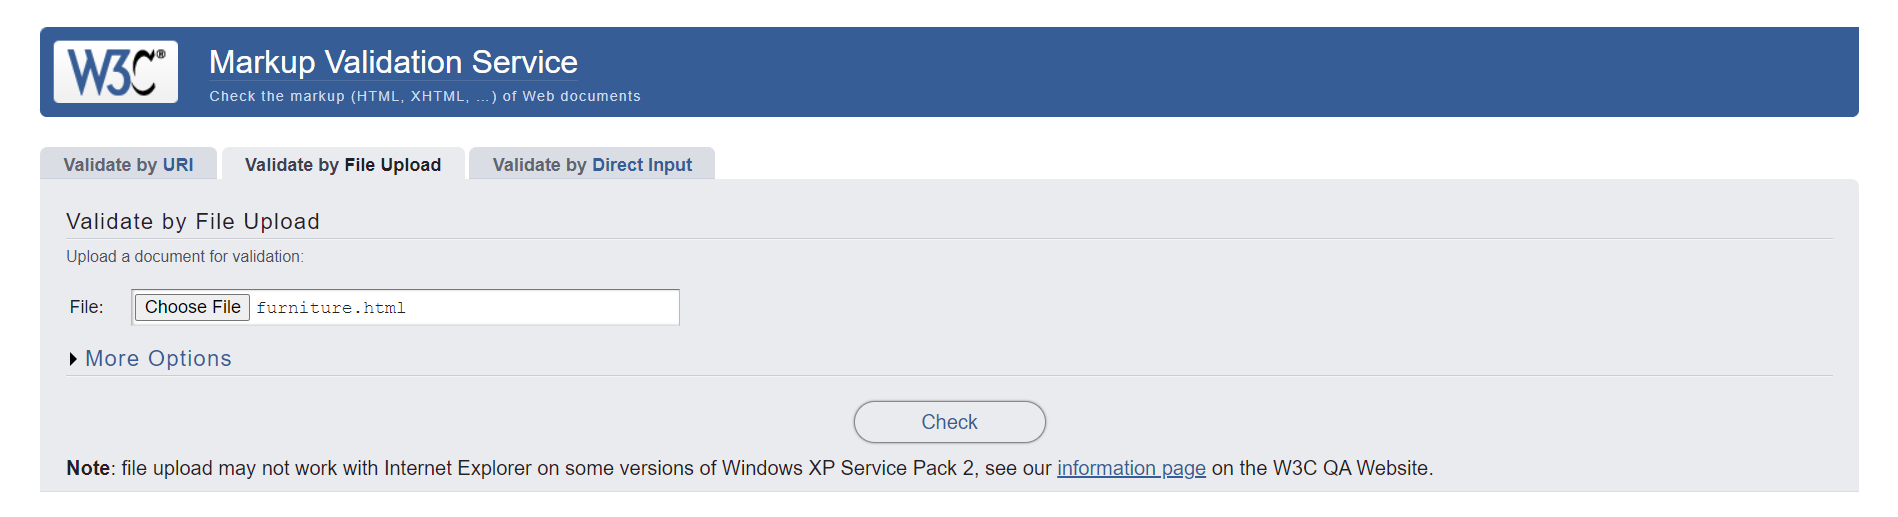 W3C®
Markup Validation Service
Check the markup (HTML, XHTML, …) of Web documents
Validate by URI
Validate by File Upload
Validate by Direct Input
Validate by File Upload
Upload a document for validation:
File: Choose File furniture.html
More Options
Check
Note: file upload may not work with Internet Explorer on some versions of Windows XP Service Pack 2, see our information page on the W3C QA Website.